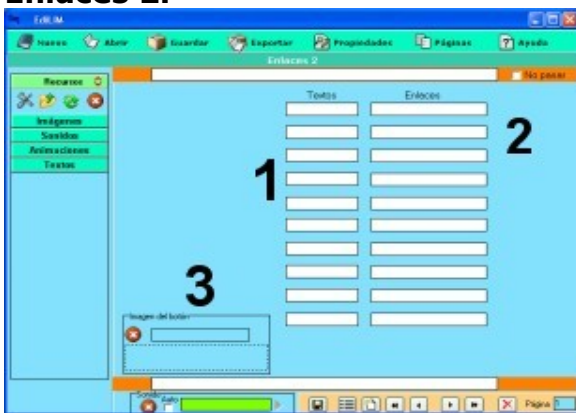 Enlaces 2.
EdiLIM
Nuevo Abrir Guardar Exportar Propiedades Páginas Ayuda
Enlaces 2
Recursos
No pasar
Imágenes
Sonidos
Animaciones
Textos
Textos Enlaces
1
2
3
Imagen del botón
Sonido
Auto
Página 1